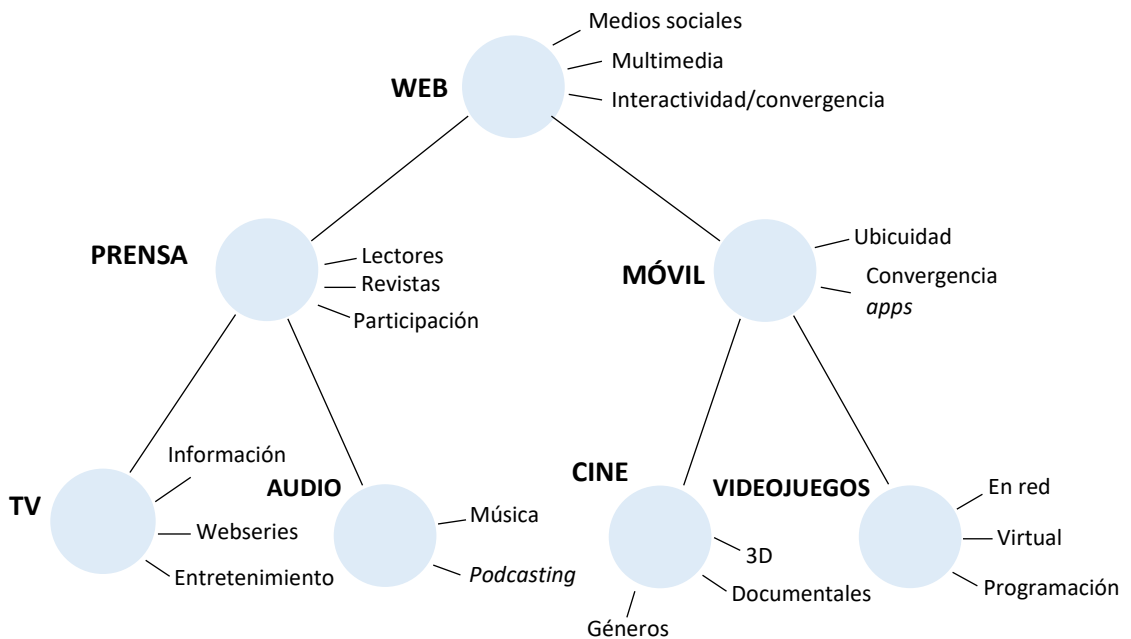 Medios sociales
WEB
Multimedia
Interactividad/convergencia
PRENSA
Lectores
Revistas
Participación
MÓVIL
Ubicuidad
Convergencia
apps
TV
Información
Webseries
Entretenimiento
AUDIO
Música
Podcasting
CINE
3D
Documentales
Géneros
VIDEOJUEGOS
En red
Virtual
Programación